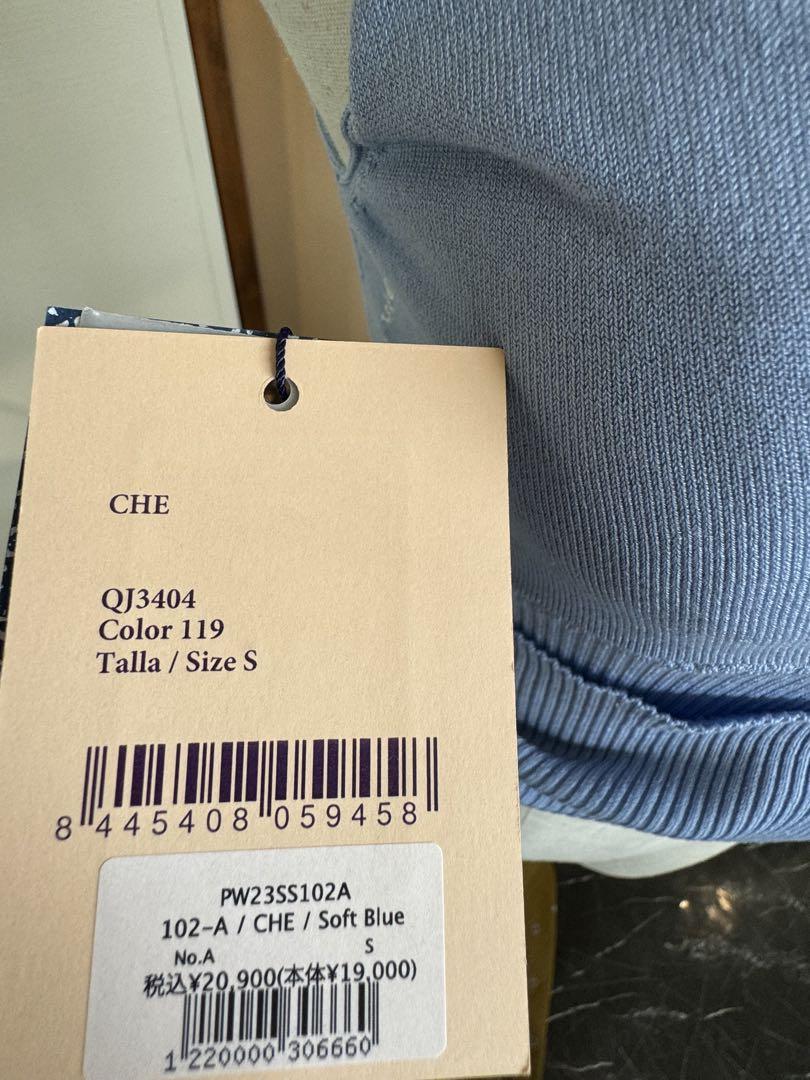 CHE
QJ3404
Color 119
Talla / Size S
8 445408 059458
PW23SS102A
102-A / CHE / Soft Blue
No.A S
税込¥20,900(本体¥19,000)
1 220000 306660